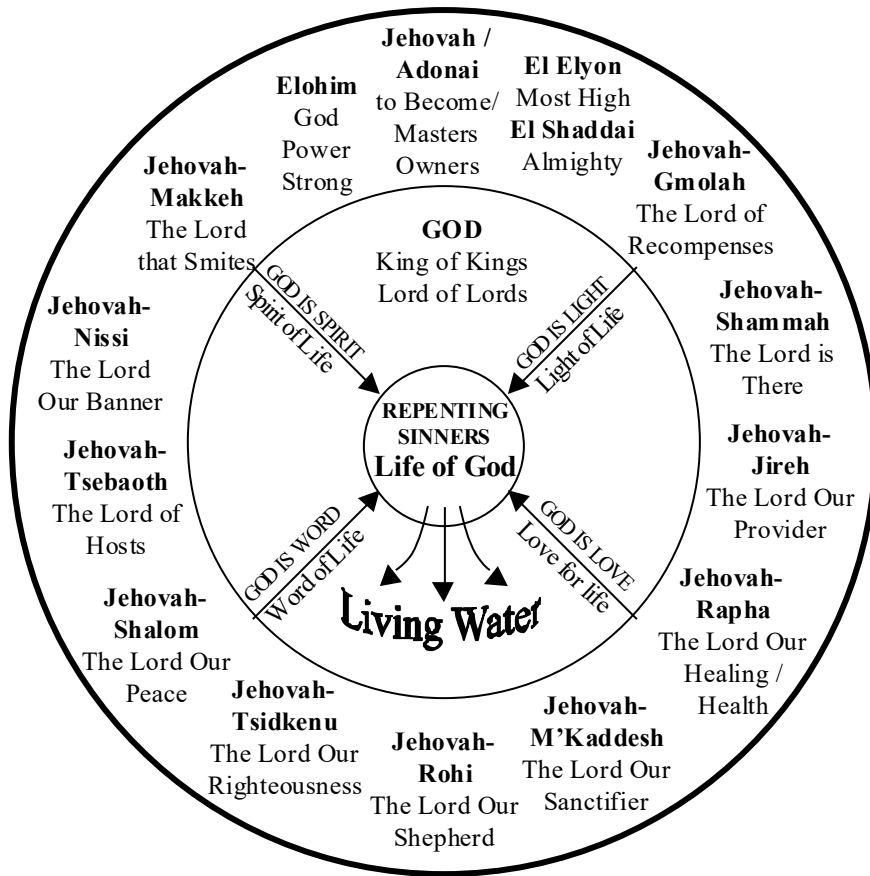 Jehovah /
Adonai
to Become/
Masters
Owners
El Elyon
Most High
El Shaddai
Almighty
Jehovah-
Gmolah
The Lord of
Recompenses
Jehovah-
Shammah
The Lord is
There
Jehovah-
Jireh
The Lord Our
Provider
Jehovah-
Rapha
The Lord Our
Healing /
Health
Jehovah-
M’Kaddesh
The Lord Our
Sanctifier
Jehovah-
Rohi
The Lord Our
Shepherd
Jehovah-
Tsidkenu
The Lord Our
Righteousness
Jehovah-
Shalom
The Lord Our
Peace
Jehovah-
Tsebaoth
The Lord of
Hosts
Jehovah-
Nissi
The Lord
Our Banner
Jehovah-
Makkeh
The Lord
that Smites
Elohim
God
Power
Strong
GOD
King of Kings
Lord of Lords
GOD IS SPIRIT
Spirit of Life
GOD IS LIGHT
Light of Life
REPENTING
SINNERS
Life of God
GOD IS WORD
Word of Life
GOD IS LOVE
Love for life
Living Water